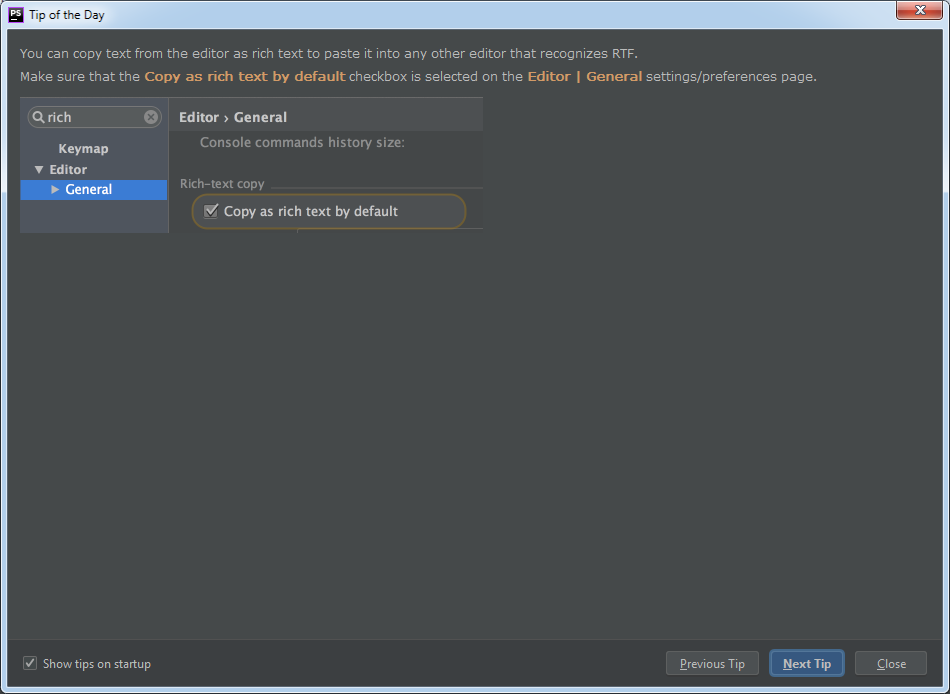 PS
Tip of the Day
You can copy text from the editor as rich text to paste it into any other editor that recognizes RTF.
Make sure that the Copy as rich text by default checkbox is selected on the Editor | General settings/preferences page.
rich
Editor › General
Console commands history size:
Keymap
Editor
General
Rich-text copy
Copy as rich text by default
Show tips on startup
Previous Tip
Next Tip
Close